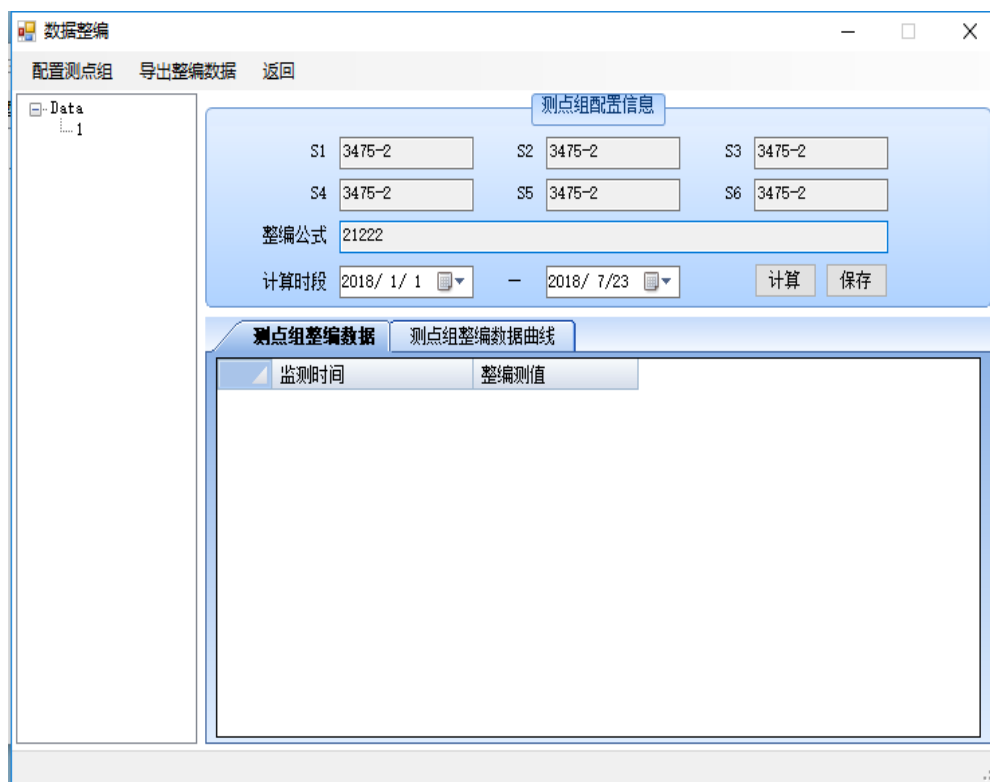 数据整编
配置测点组 导出整编数据 返回
Data
1
测点组配置信息
S1 3475-2 S2 3475-2 S3 3475-2
S4 3475-2 S5 3475-2 S6 3475-2
整编公式 21222
计算时段 2018/ 1/ 1 — 2018/ 7/23 计算 保存
测点组整编数据 测点组整编数据曲线
监测时间 整编测值